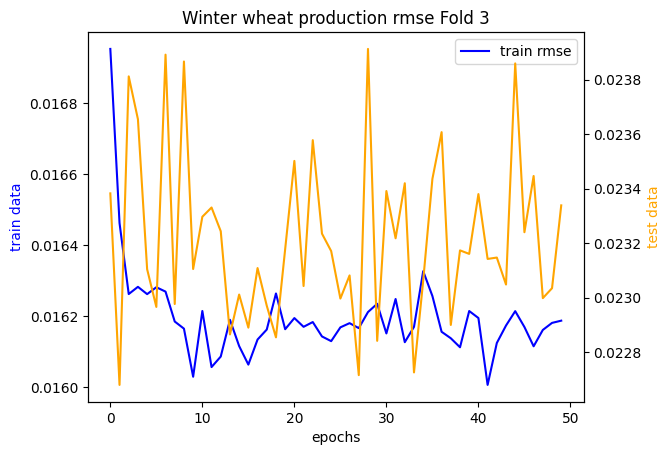 Winter wheat production rmse Fold 3
train rmse
train data
0.0168
0.0166
0.0164
0.0162
0.0160
0.0238
0.0236
0.0234
0.0232
0.0230
0.0228
test data
0 10 20 30 40 50
epochs